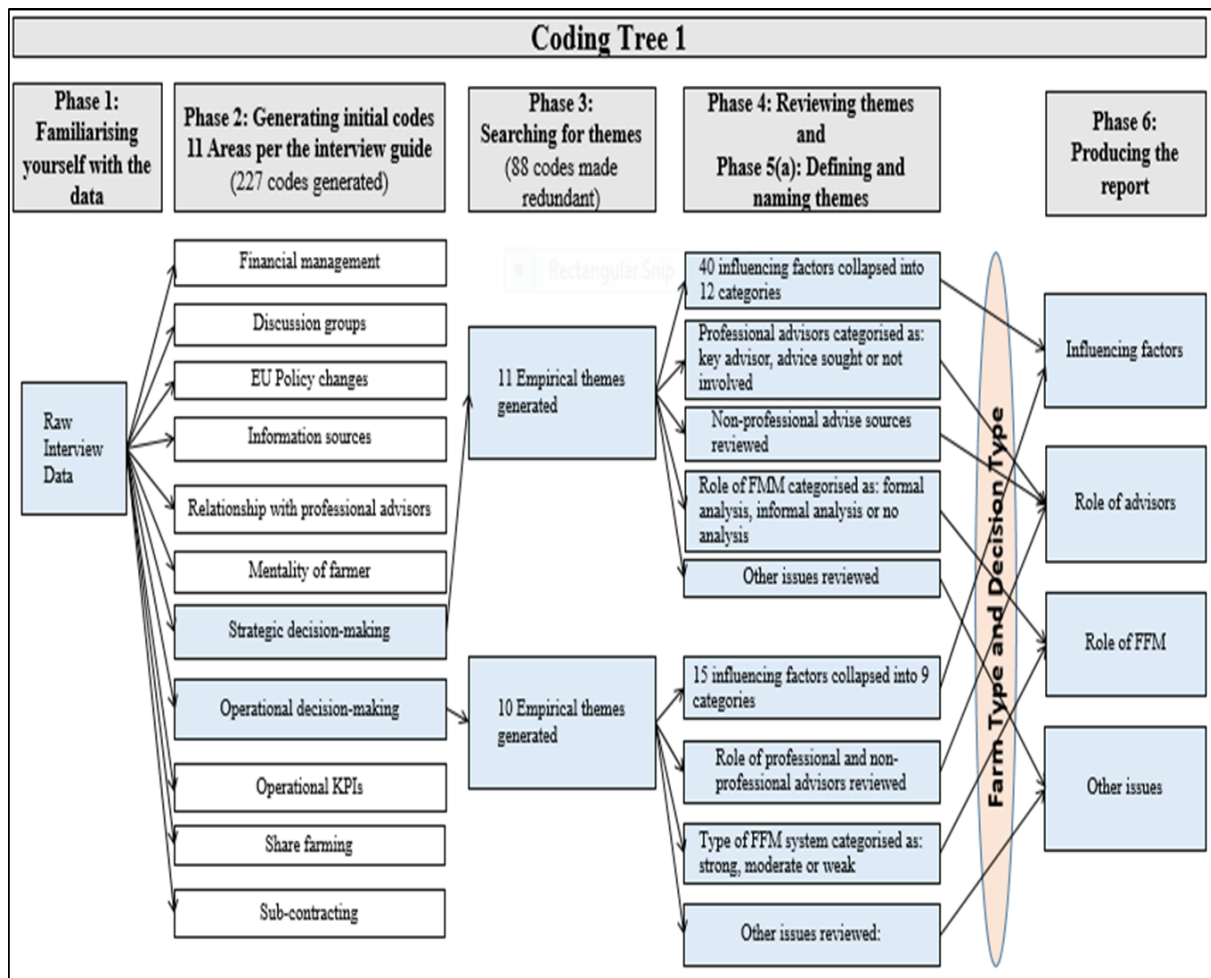 Coding Tree 1
Phase 1:
Familiarising
yourself with the
data
Phase 2: Generating initial codes
11 Areas per the interview guide
(227 codes generated)
Phase 3:
Searching for themes
(88 codes made
redundant)
Phase 4: Reviewing themes
and
Phase 5(a): Defining and
naming themes
Phase 6:
Producing the
report
Raw
Interview
Data
Financial management
Discussion groups
EU Policy changes
Information sources
Relationship with professional advisors
Mentality of farmer
Strategic decision-making
Operational decision-making
Operational KPIs
Share farming
Sub-contracting
Rectangular Snip
11 Empirical themes
generated
10 Empirical themes
generated
40 influencing factors collapsed into
12 categories
Professional advisors categorised as:
key advisor, advice sought or not
involved
Non-professional advise sources
reviewed
Role of FMM categorised as: formal
analysis, informal analysis or no
analysis
Other issues reviewed
15 influencing factors collapsed into 9
categories
Role of professional and non-
professional advisors reviewed
Type of FFM system categorised as:
strong, moderate or weak
Other issues reviewed:
Farm Type and Decision Type
Influencing factors
Role of advisors
Role of FFM
Other issues